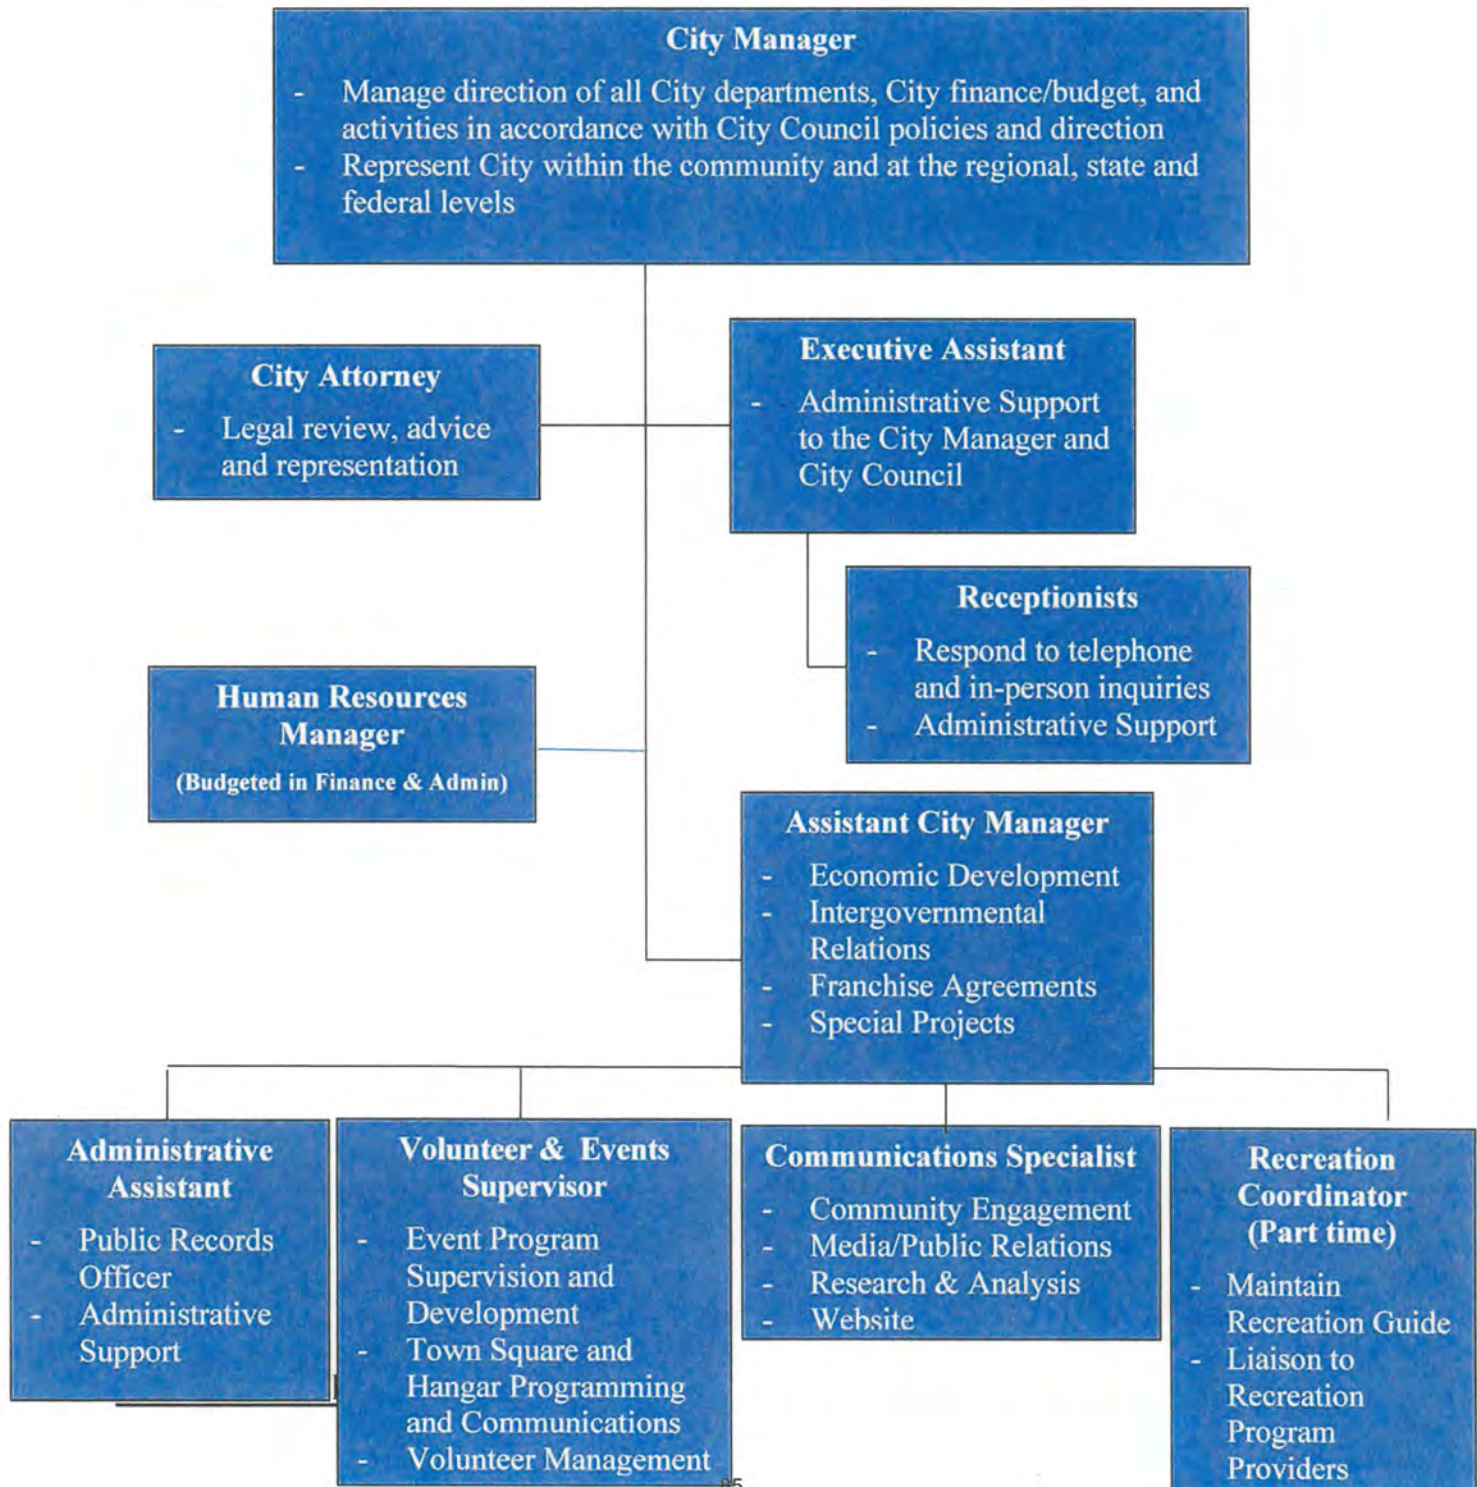 City Manager
- Manage direction of all City departments, City finance/budget, and
activities in accordance with City Council policies and direction
- Represent City within the community and at the regional, state and
federal levels
City Attorney
- Legal review, advice
and representation
Executive Assistant
- Administrative Support
to the City Manager and
City Council
Receptionists
- Respond to telephone
and in-person inquiries
- Administrative Support
Human Resources
Manager
(Budgeted in Finance & Admin)
Assistant City Manager
- Economic Development
- Intergovernmental
Relations
- Franchise Agreements
- Special Projects
Administrative
Assistant
- Public Records
Officer
- Administrative
Support
Volunteer & Events
Supervisor
- Event Program
Supervision and
Development
- Town Square and
Hangar Programming
and Communications
- Volunteer Management
Communications Specialist
- Community Engagement
- Media/Public Relations
- Research & Analysis
- Website
Recreation
Coordinator
(Part time)
- Maintain
Recreation Guide
- Liaison to
Recreation
Program
Providers
85